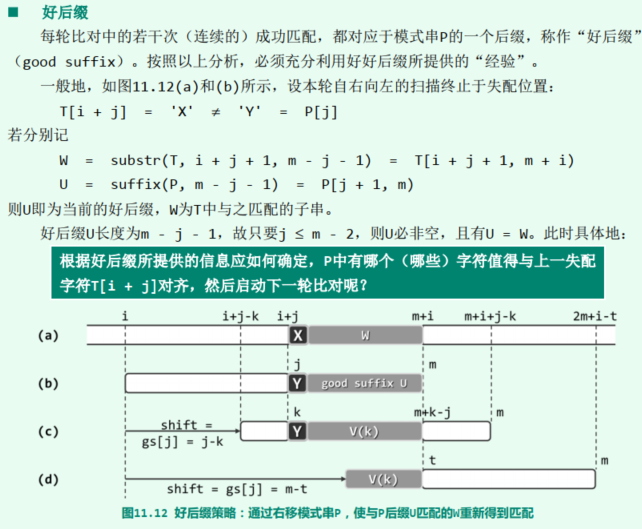 ■ 好后缀
每轮比对中的若干次（连续的）成功匹配，都对应于模式串P的一个后缀，称作“好后缀”
（good suffix）。按照以上分析，必须充分利用好好后缀所提供的“经验”。
一般地，如图11.12(a)和(b)所示，设本轮自右向左的扫描终止于失配位置：
T[i + j] = 'X' ≠ 'Y' = P[j]
若分别记
W = substr(T, i + j + 1, m - j - 1) = T[i + j + 1, m + i)
U = suffix(P, m - j - 1) = P[j + 1, m)
则U即为当前的好后缀，W为T中与之匹配的子串。
好后缀U长度为m - j - 1，故只要j ≤ m - 2，则U必非空，且有U = W。此时具体地：
根据好后缀所提供的信息应如何确定，P中有哪个（哪些）字符值得与上一失配
字符T[i + j]对齐，然后启动下一轮比对呢？
i i+j-k i+j m+i m+i+j-k 2m+i-t
(a) X W
j m
(b) Y good suffix U
k m+k-j m
(c) shift = gs[j] = j-k Y V(k)
t m
(d) shift = gs[j] = m-t V(k)
图11.12 好后缀策略：通过右移模式串P，使与P后缀U匹配的W重新得到匹配